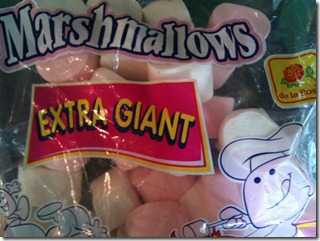 Marshmallows
EXTRA GIANT
de la Rosa